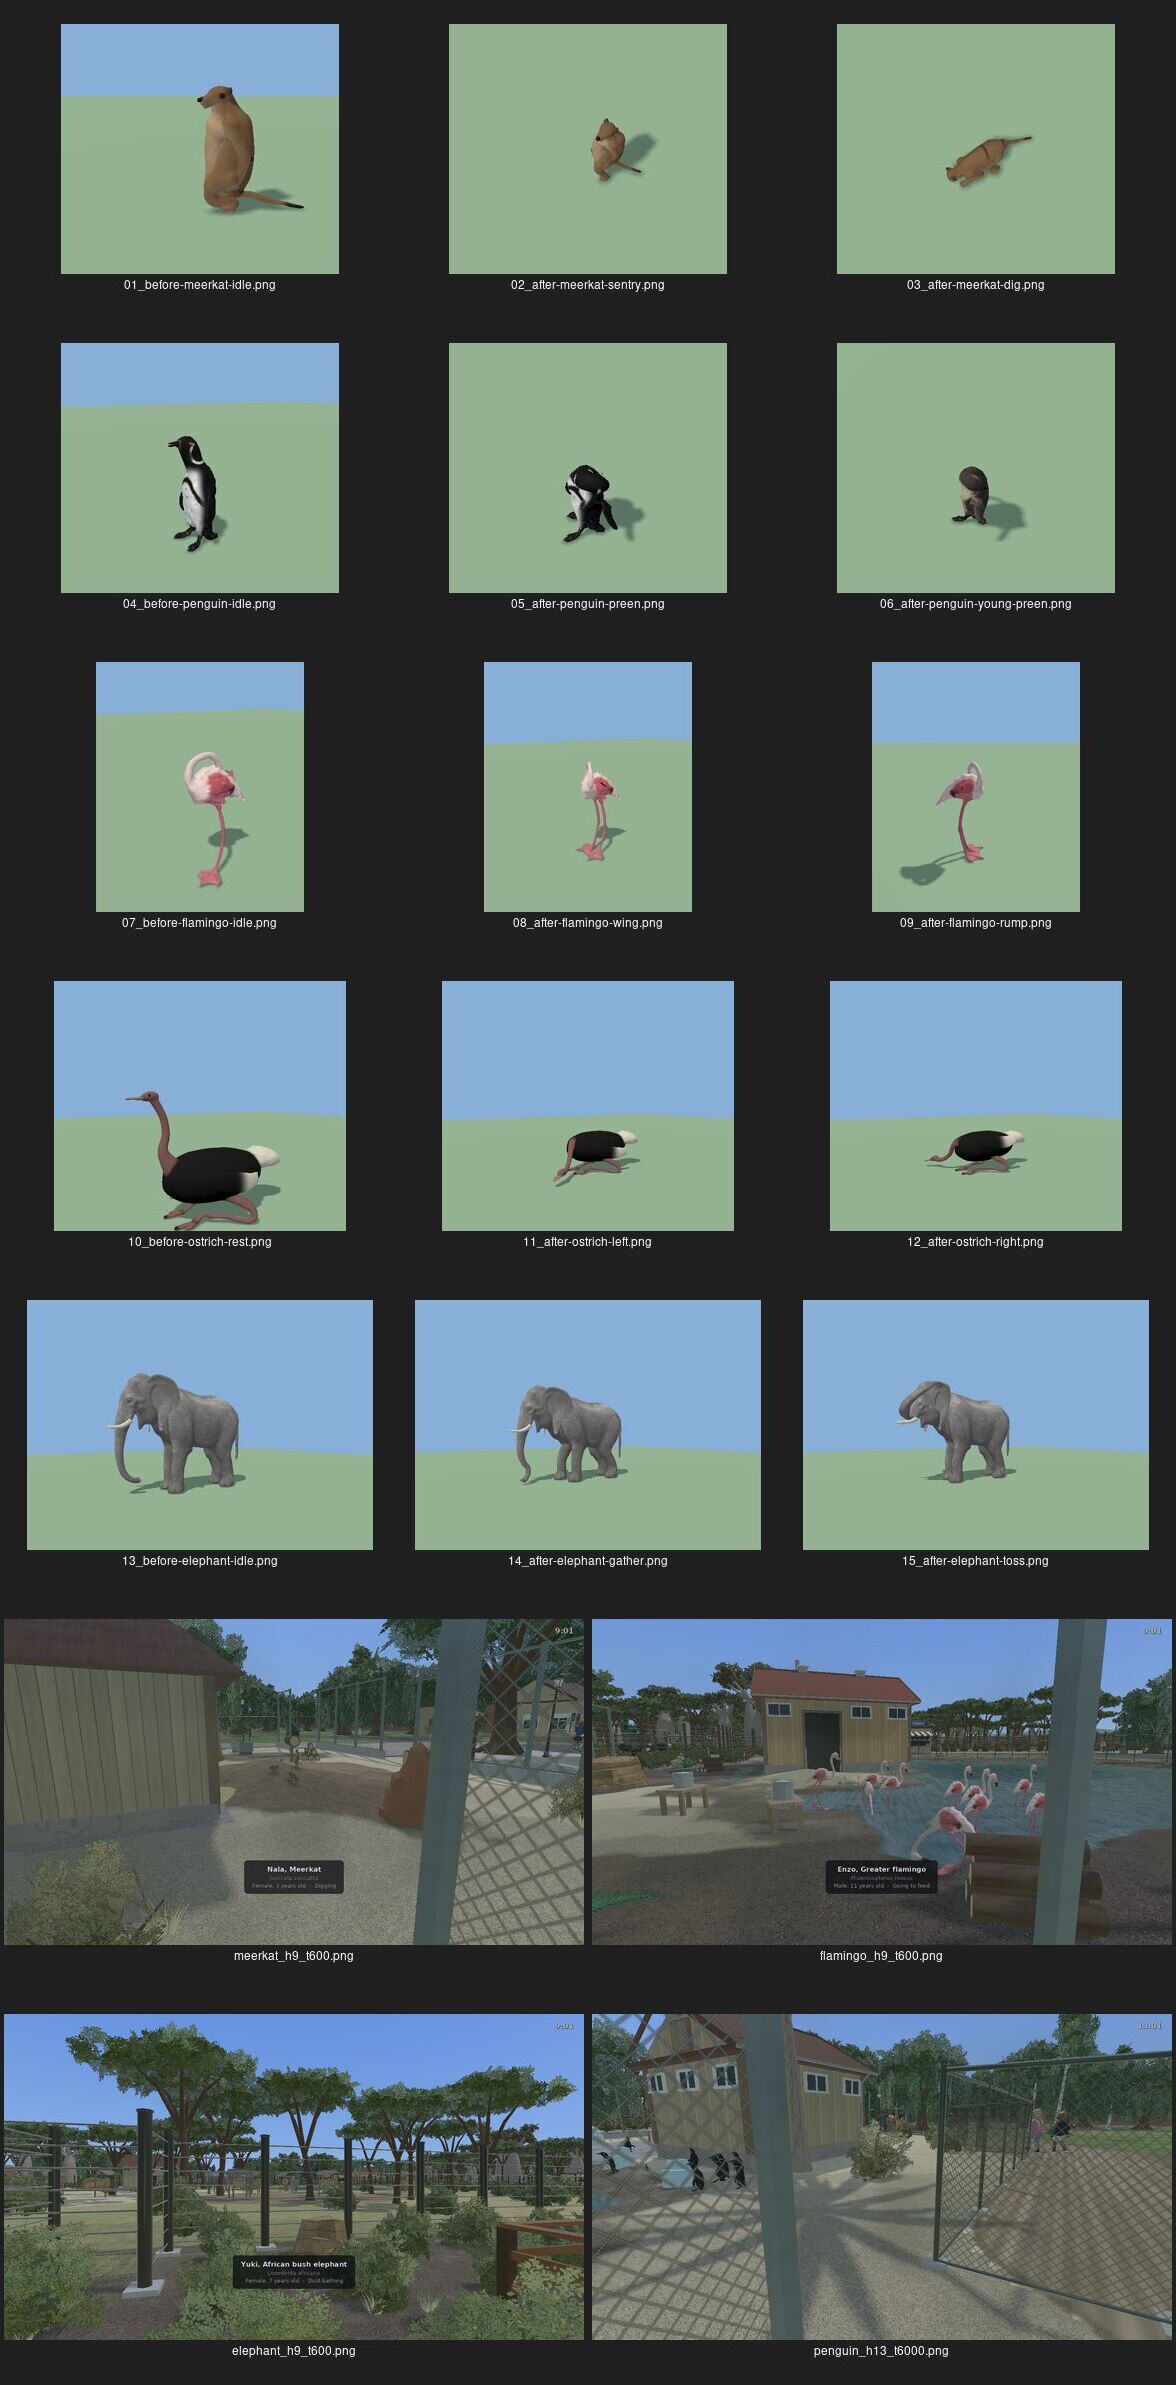 01_before-meerkat-idle.png
02_after-meerkat-sentry.png
03_after-meerkat-dig.png
04_before-penguin-idle.png
05_after-penguin-preen.png
06_after-penguin-young-preen.png
07_before-flamingo-idle.png
08_after-flamingo-wing.png
09_after-flamingo-rump.png
10_before-ostrich-rest.png
11_after-ostrich-left.png
12_after-ostrich-right.png
13_before-elephant-idle.png
14_after-elephant-gather.png
15_after-elephant-toss.png
9:01
Nala, Meerkat
Suricata suricatta
Female, 3 years old · Digging
meerkat_h9_t600.png
9:01
Enzo, Greater flamingo
Phoenicopterus roseus
Male, 11 years old · Going to feed
flamingo_h9_t600.png
9:01
Yuki, African bush elephant
Loxodonta africana
Female, 7 years old · Dust bathing
elephant_h9_t600.png
13:01
penguin_h13_t6000.png